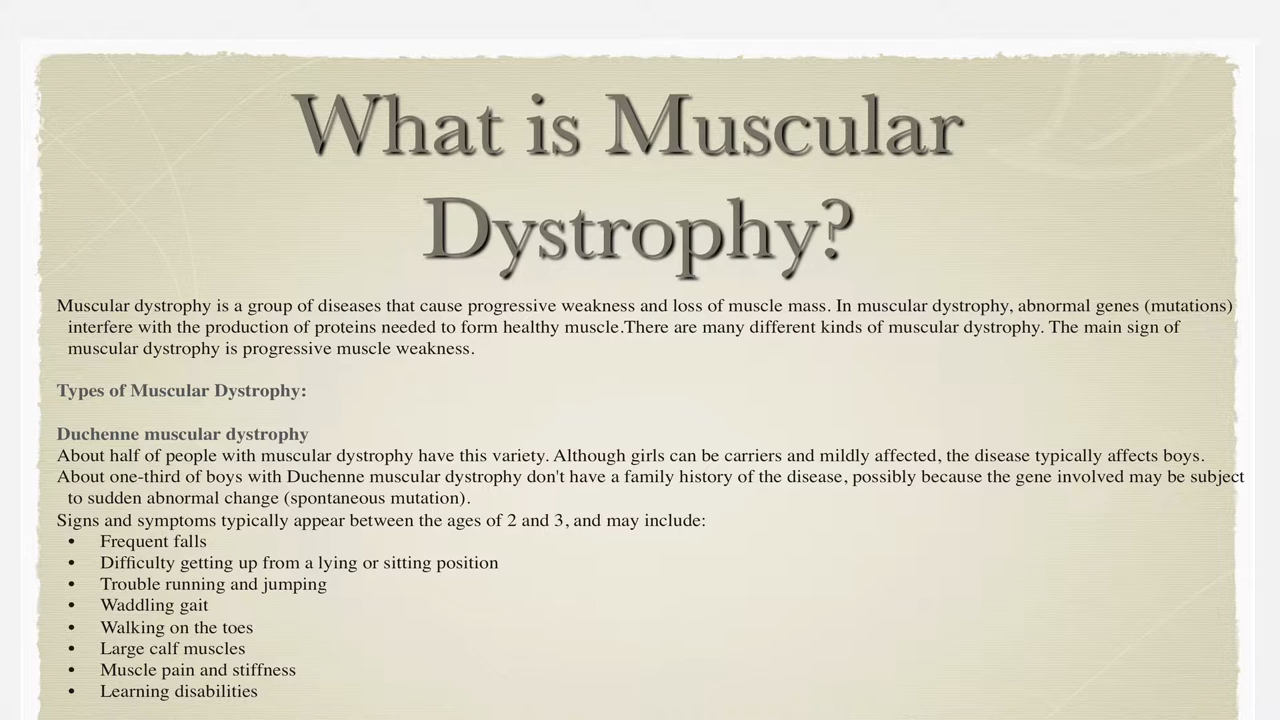 What is Muscular
Dystrophy?
Muscular dystrophy is a group of diseases that cause progressive weakness and loss of muscle mass. In muscular dystrophy, abnormal genes (mutations)
interfere with the production of proteins needed to form healthy muscle.There are many different kinds of muscular dystrophy. The main sign of
muscular dystrophy is progressive muscle weakness.
Types of Muscular Dystrophy:
Duchenne muscular dystrophy
About half of people with muscular dystrophy have this variety. Although girls can be carriers and mildly affected, the disease typically affects boys.
About one-third of boys with Duchenne muscular dystrophy don't have a family history of the disease, possibly because the gene involved may be subject
to sudden abnormal change (spontaneous mutation).
Signs and symptoms typically appear between the ages of 2 and 3, and may include:
• Frequent falls
• Difficulty getting up from a lying or sitting position
• Trouble running and jumping
• Waddling gait
• Walking on the toes
• Large calf muscles
• Muscle pain and stiffness
• Learning disabilities